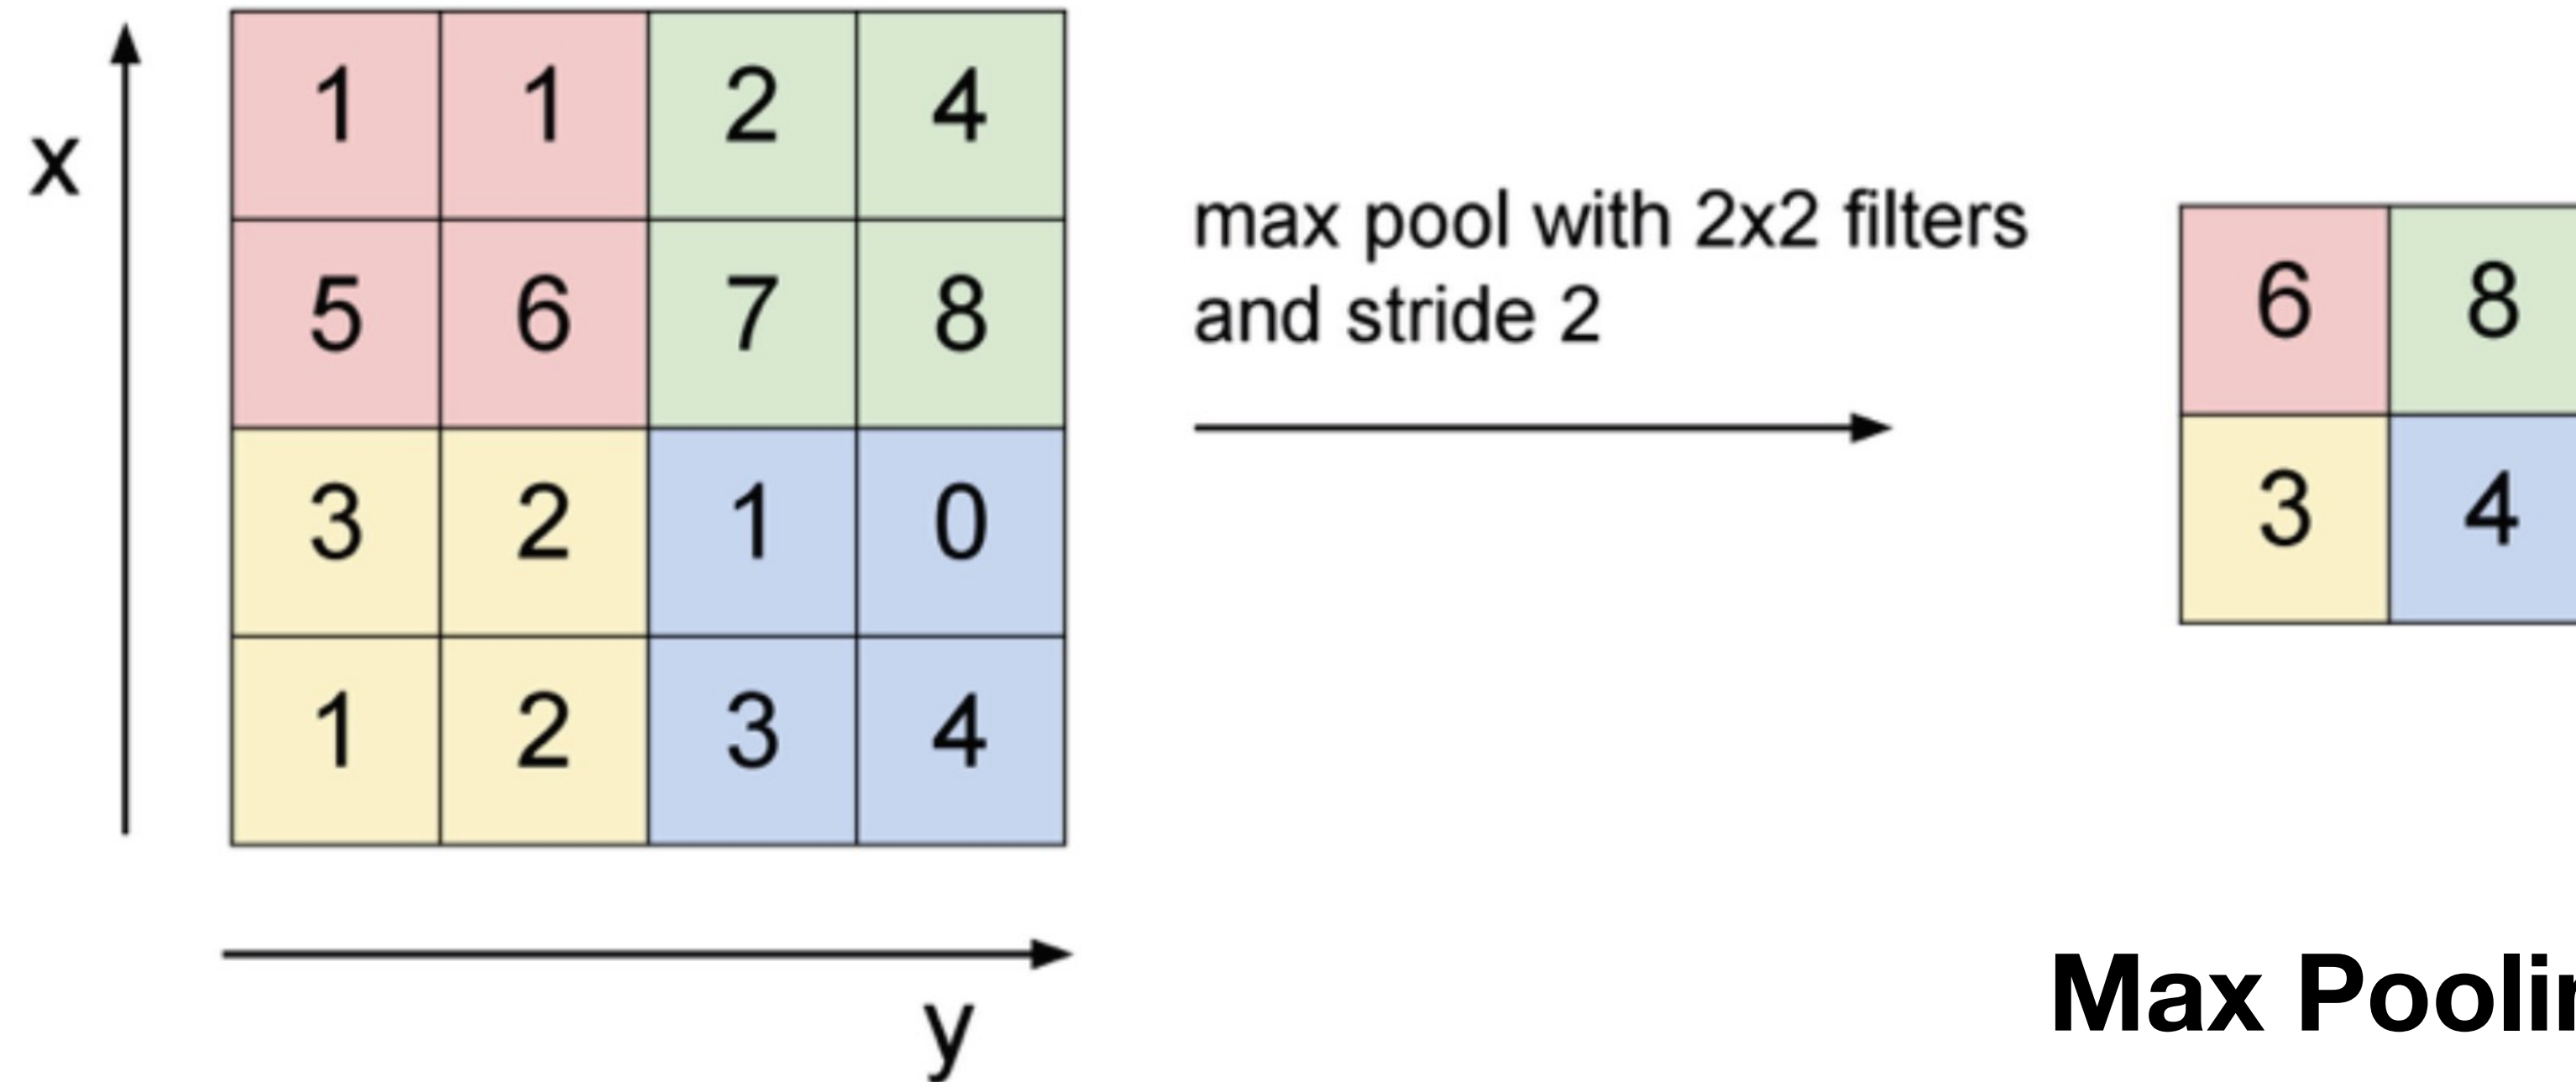 x
1 1 2 4
5 6 7 8
3 2 1 0
1 2 3 4
y
max pool with 2x2 filters
and stride 2
6 8
3 4
Max